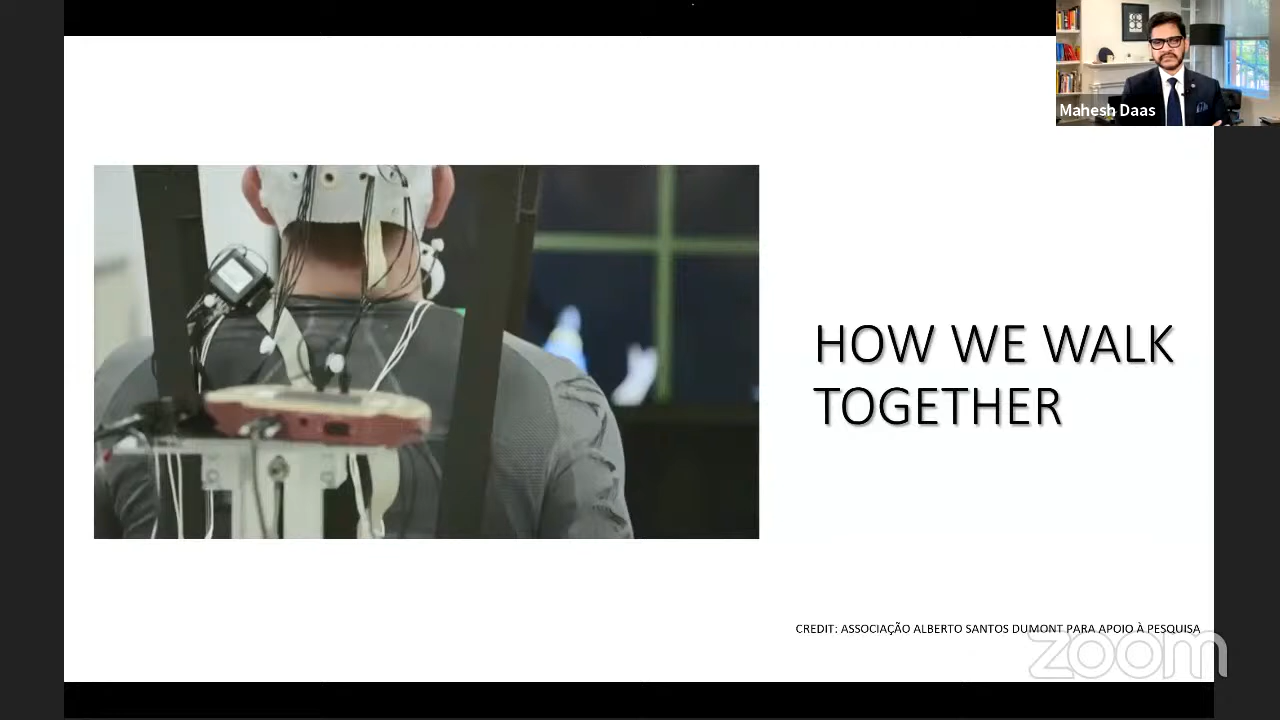 Mahesh Daas
HOW WE WALK
TOGETHER
CREDIT: ASSOCIAÇÃO ALBERTO SANTOS DUMONT PARA APOIO À PESQUISA
zoom